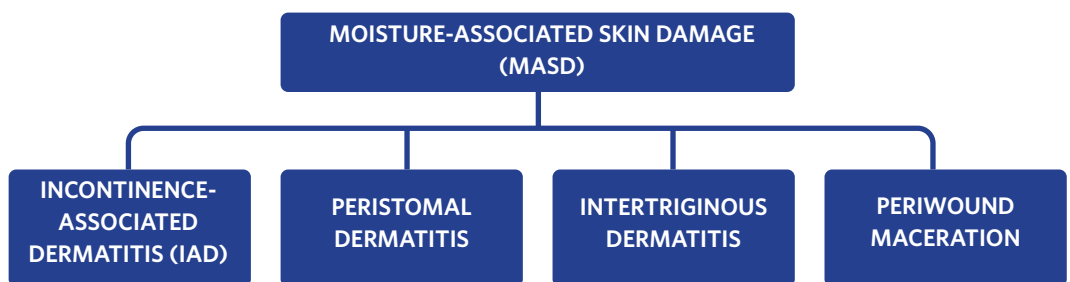 MOISTURE-ASSOCIATED SKIN DAMAGE
(MASD)
INCONTINENCE-
ASSOCIATED
DERMATITIS (IAD)
PERISTOMAL
DERMATITIS
INTERTRIGINOUS
DERMATITIS
PERIWOUND
MACERATION